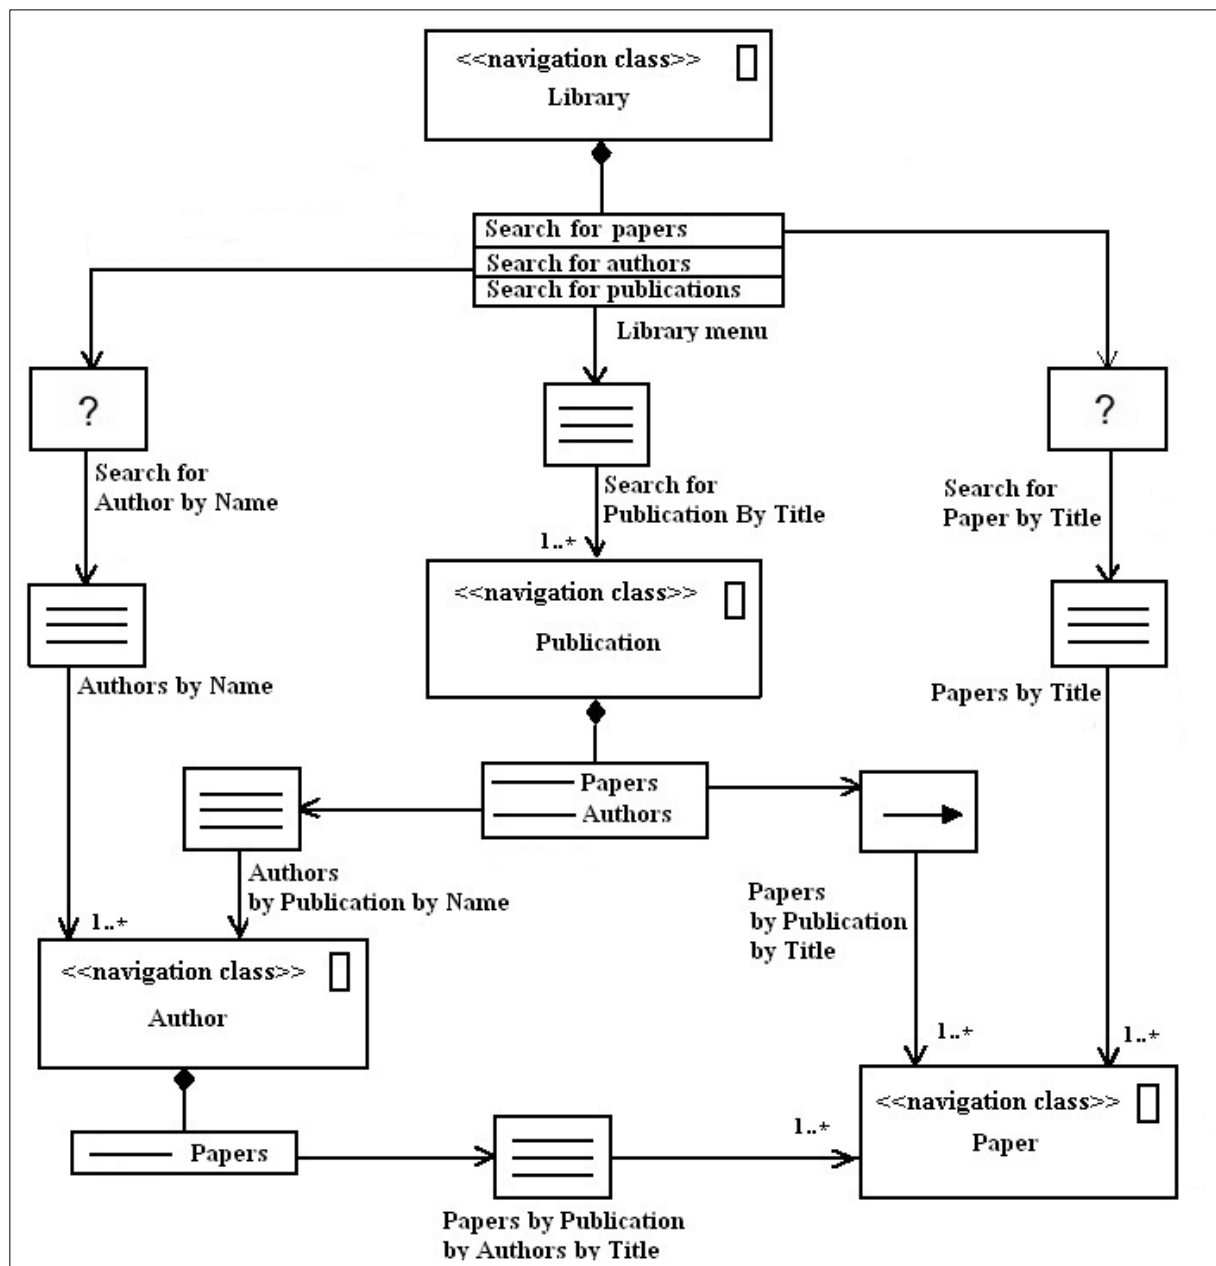 <<navigation class>>
Library
Search for papers
Search for authors
Search for publications
Library menu
?
?
Search for
Author by Name
Search for
Publication By Title
Search for
Paper by Title
1..*
<<navigation class>>
Publication
Authors by Name
Papers by Title
Papers
Authors
Authors
by Publication by Name
Papers
by Publication
by Title
1..*
<<navigation class>>
Author
1..*
1..*
<<navigation class>>
Paper
Papers
1..*
Papers by Publication
by Authors by Title